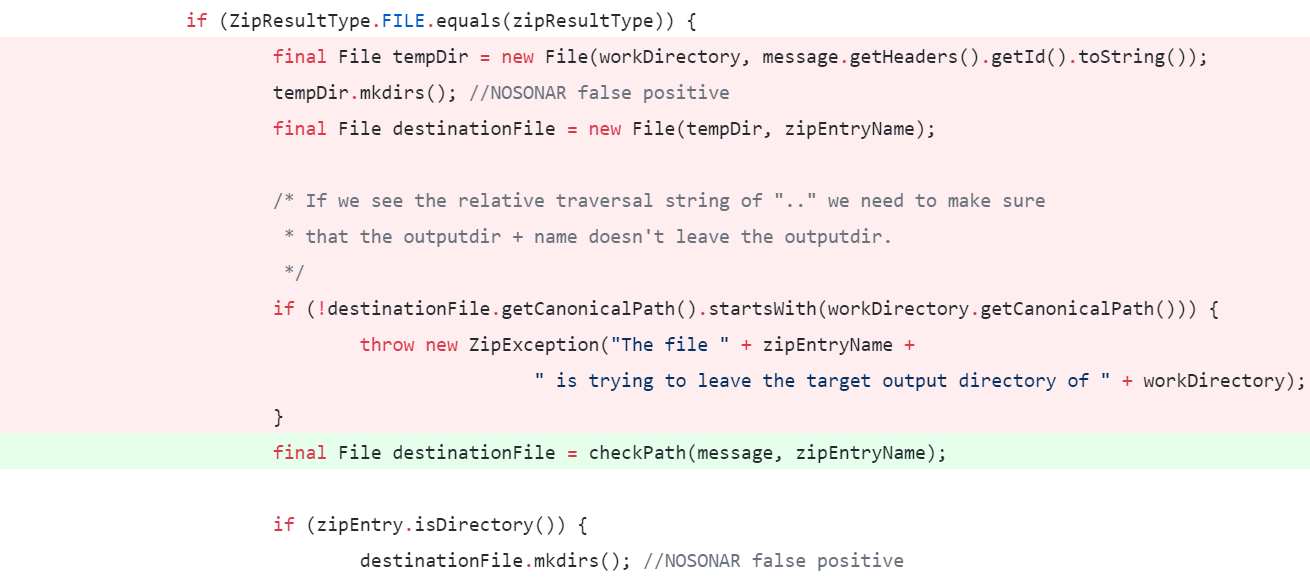 if (ZipResultType.FILE.equals(zipResultType)) {
final File tempDir = new File(workDirectory, message.getHeaders().getId().toString());
tempDir.mkdirs(); //NOSONAR false positive
final File destinationFile = new File(tempDir, zipEntryName);
/* If we see the relative traversal string of ".." we need to make sure
* that the outputdir + name doesn't leave the outputdir.
*/
if (!destinationFile.getCanonicalPath().startsWith(workDirectory.getCanonicalPath())) {
throw new ZipException("The file " + zipEntryName +
" is trying to leave the target output directory of " + workDirectory);
}
final File destinationFile = checkPath(message, zipEntryName);
if (zipEntry.isDirectory()) {
destinationFile.mkdirs(); //NOSONAR false positive